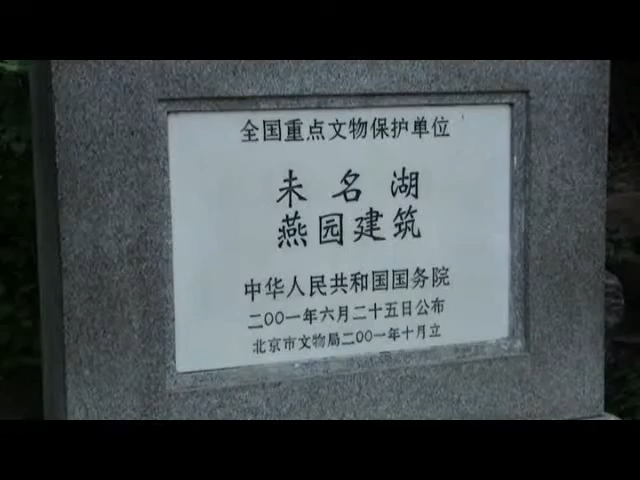 全国重点文物保护单位
未名湖
燕园建筑
中华人民共和国国务院
二〇〇一年六月二十五日公布
北京市文物局二〇〇一年十月立